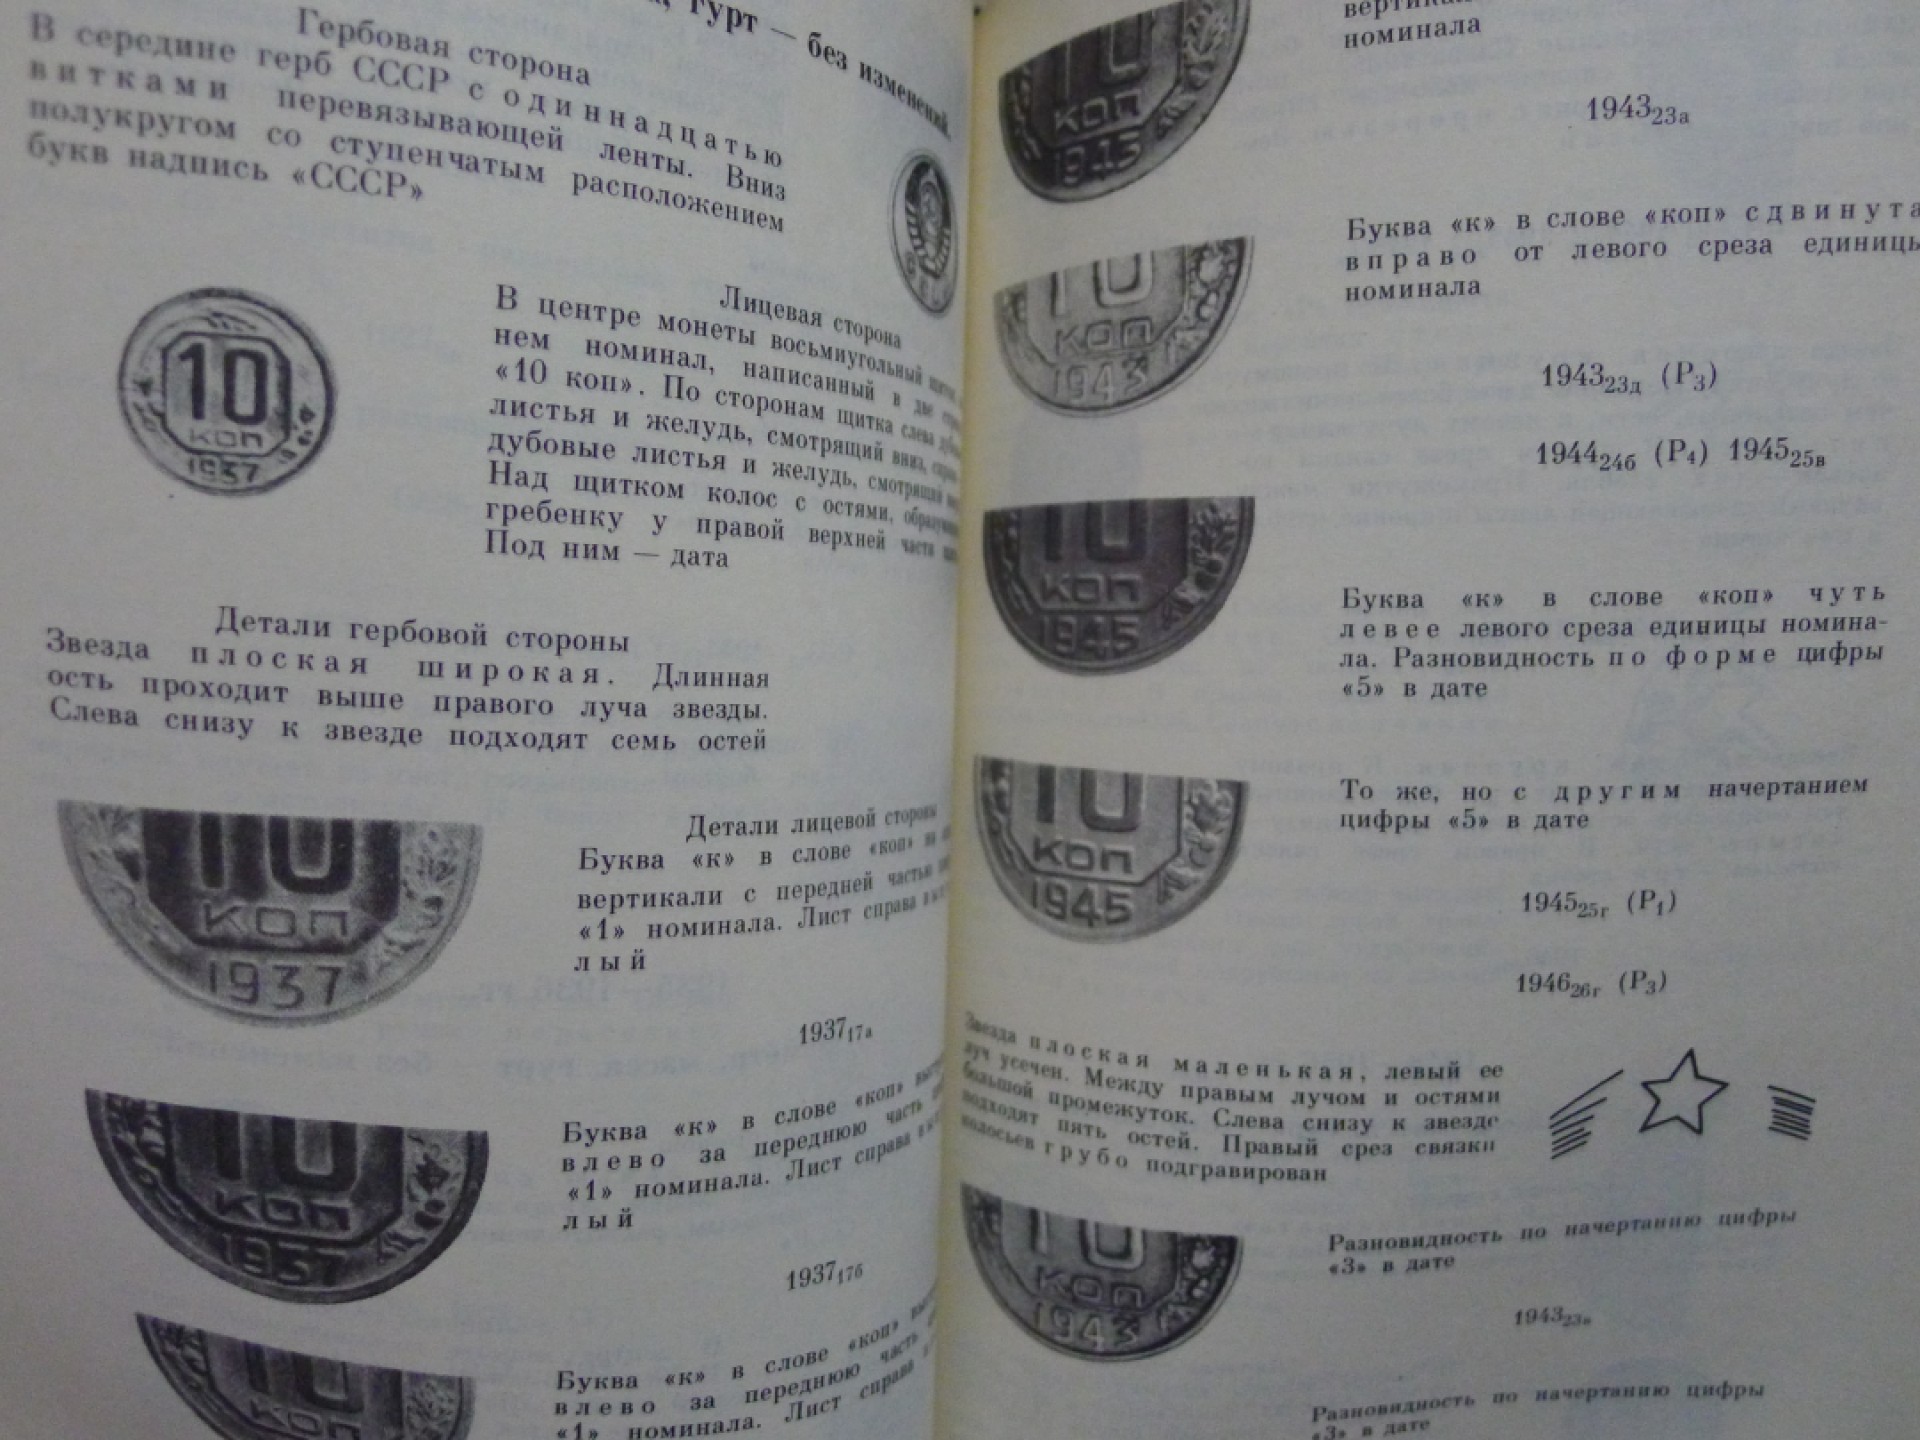 гурт — без изменений.
Гербовая сторона
В середине герб СССР с одиннадцатью
витками перевязывающей ленты. Вниз
полукругом со ступенчатым расположением
букв надпись «СССР»
10
КОП
1937
Лицевая сторона
В центре монеты восьмиугольный
нем номинал, написанный в две
«10 коп». По сторонам щитка слева
листья и желудь, смотрящий вниз,
дубовые листья и желудь, смотрящий
Над щитком колос с остями,
гребенку у правой верхней части
Под ним — дата
Детали гербовой стороны
Звезда плоская широкая. Длинная
ость проходит выше правого луча звезды.
Слева снизу к звезде подходят семь остей
10
КОП
1937
Детали лицевой стороны
Буква «к» в слове «коп» на
вертикали с передней частью
«1» номинала. Лист справа
лый
1937₁₇ₐ
10
КОП
1937
Буква «к» в слове «коп»
влево за переднюю часть
«1» номинала. Лист справа
лый
1937₁₇б
10
КОП
Буква «к» в слове «коп»
влево за переднюю часть
«1» номинала. Лист справа
номинала
10
КОП
1943
1943₂₃ₐ
10
КОП
1943
Буква «к» в слове «коп» сдвинута
вправо от левого среза единицы
номинала
1943₂₃д (Р₃)
1944₂₄б (Р₄) 1945₂₅в
10
КОП
1945
Буква «к» в слове «коп» чуть
левее левого среза единицы номина-
ла. Разновидность по форме цифры
«5» в дате
10
КОП
1945
То же, но с другим начертанием
цифры «5» в дате
1945₂₅г (Р₁)
1946₂₆г (Р₃)
Звезда плоская маленькая, левый ее
луч усечен. Между правым лучом и остями
большой промежуток. Слева снизу к звезде
подходят пять остей. Правый срез связки
колосьев грубо подгравирован
10
КОП
1943
Разновидность по начертанию цифры
«3» в дате
Разновидность по начертанию цифры
«3» в дате